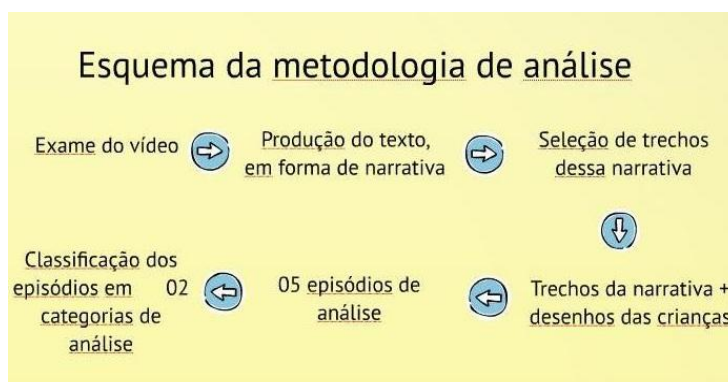 Esquema da metodologia de análise
Exame do vídeo
Produção do texto,
em forma de narrativa
Seleção de trechos
dessa narrativa
Trechos da narrativa +
desenhos das crianças
05 episódios de
análise
Classificação dos
episódios em 02
categorias de
análise